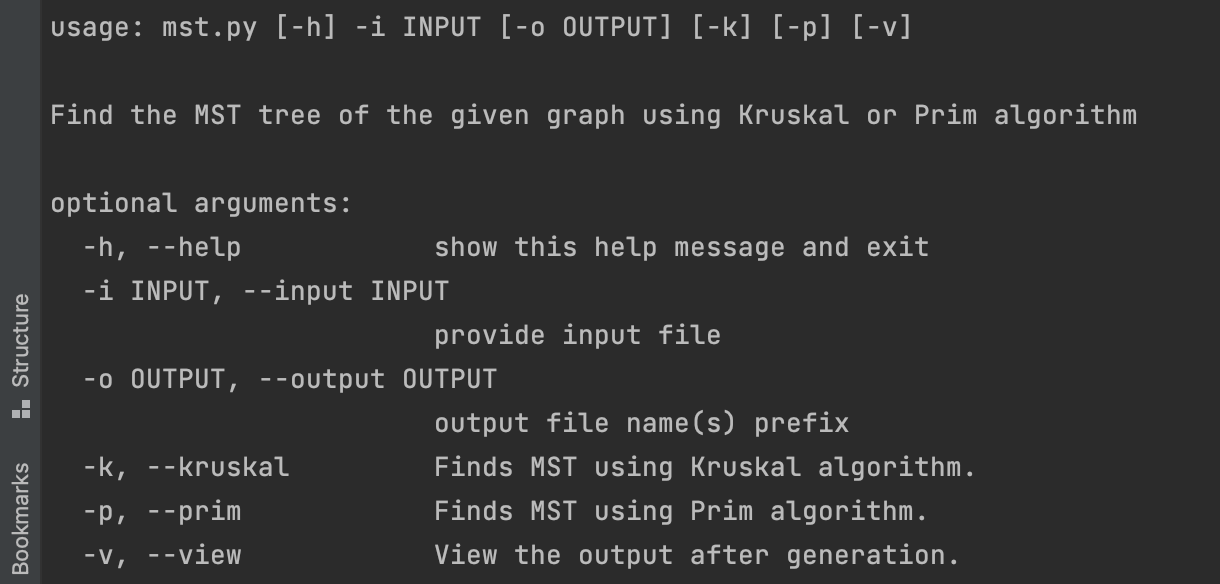 usage: mst.py [-h] -i INPUT [-o OUTPUT] [-k] [-p] [-v]
Find the MST tree of the given graph using Kruskal or Prim algorithm
optional arguments:
-h, --help show this help message and exit
-i INPUT, --input INPUT
provide input file
-o OUTPUT, --output OUTPUT
output file name(s) prefix
-k, --kruskal Finds MST using Kruskal algorithm.
-p, --prim Finds MST using Prim algorithm.
-v, --view View the output after generation.
Structure
Bookmarks